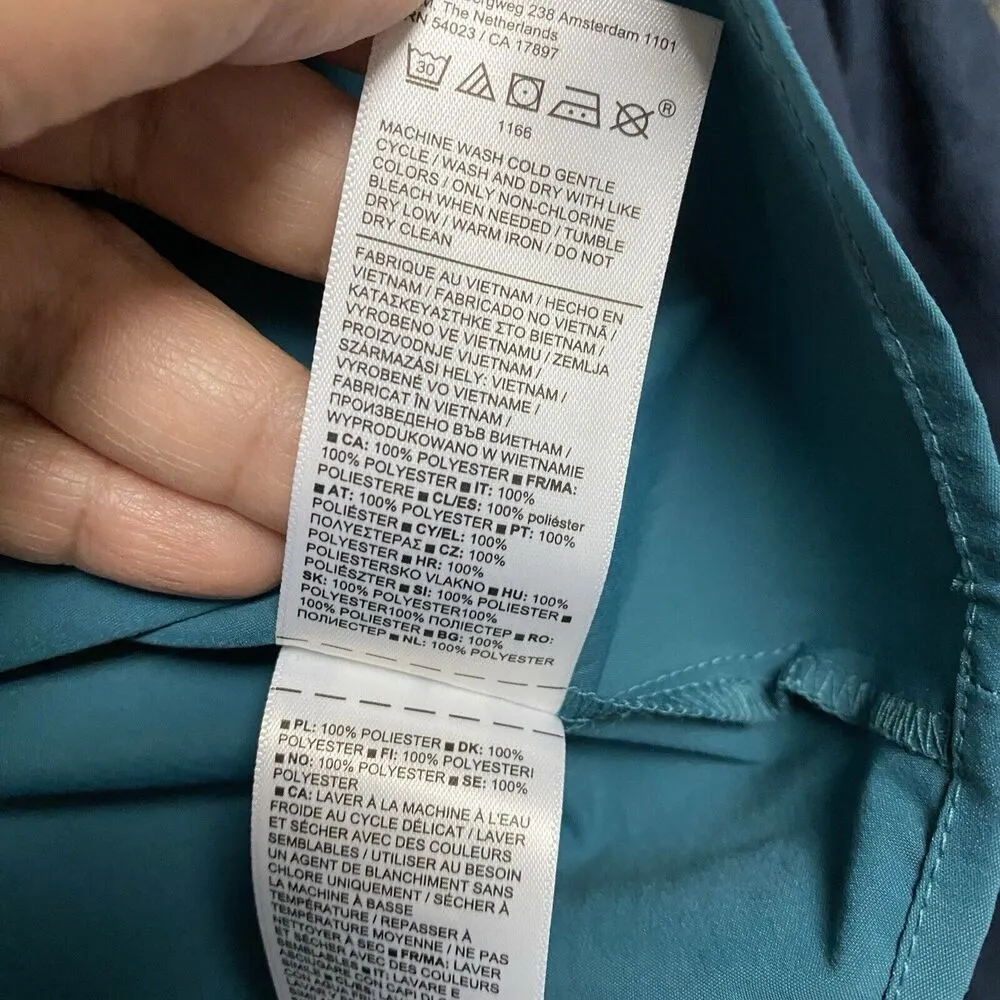 238 Amsterdam 1101
The Netherlands
RN 54023 / CA 17897
30
®
1166
MACHINE WASH COLD GENTLE
CYCLE / WASH AND DRY WITH LIKE
COLORS / ONLY NON-CHLORINE
BLEACH WHEN NEEDED / TUMBLE
DRY LOW / WARM IRON / DO NOT
DRY CLEAN
FABRIQUE AU VIETNAM / HECHO EN
VIETNAM / FABRICADO NO VIETNÃ /
ΚΑΤΑΣΚΕΥΑΣΤΗΚΕ ΣΤΟ ΒΙΕΤΝΑΜ /
VYROBENO VE VIETNAMU / ZEMLJA
PROIZVODNJE VIJETNAM /
SZÁRMAZÁSI HELY: VIETNÁM /
VYROBENÉ VO VIETNAME /
FABRICAT ÎN VIETNAM /
ПРОИЗВЕДЕНО ВЪВ ВИЕТНАМ /
WYPRODUKOWANO W WIETNAMIE
■ CA: 100% POLYESTER ■ FR/MA:
100% POLYESTER ■ IT: 100%
POLIESTERE ■ CL/ES: 100% poliéster
■ AT: 100% POLYESTER ■ PT: 100%
POLIÉSTER ■ CY/EL: 100%
ΠΟΛΥΕΣΤΕΡΑΣ ■ CZ: 100%
POLYESTER ■ HR: 100%
POLIESTERSKO VLAKNO ■ HU: 100%
POLIÉSZTER ■ SI: 100% POLIESTER ■
SK: 100% POLYESTER100%
100% POLYESTER100% ПОЛИЕСТЕР ■ RO:
POLIESTER ■ BG: 100%
ПОЛИЕСТЕР ■ NL: 100% POLYESTER
■ PL: 100% POLIESTER ■ DK: 100%
POLYESTER ■ FI: 100% POLYESTERI
■ NO: 100% POLYESTER ■ SE: 100%
POLYESTER
■ CA: LAVER À LA MACHINE À L'EAU
FROIDE AU CYCLE DÉLICAT / LAVER
ET SÉCHER AVEC DES COULEURS
SEMBLABLES / UTILISER AU BESOIN
UN AGENT DE BLANCHIMENT SANS
CHLORE UNIQUEMENT / SÉCHER À
LA MACHINE À BASSE
TEMPÉRATURE / REPASSER À
TEMPÉRATURE MOYENNE / NE PAS
NETTOYER À SEC ■ FR/MA: LAVER
ET SÉCHER AVEC DES COULEURS
SEMBLABLES ■ IT: LAVARE E
ASCIUGARE CON CAPI DI